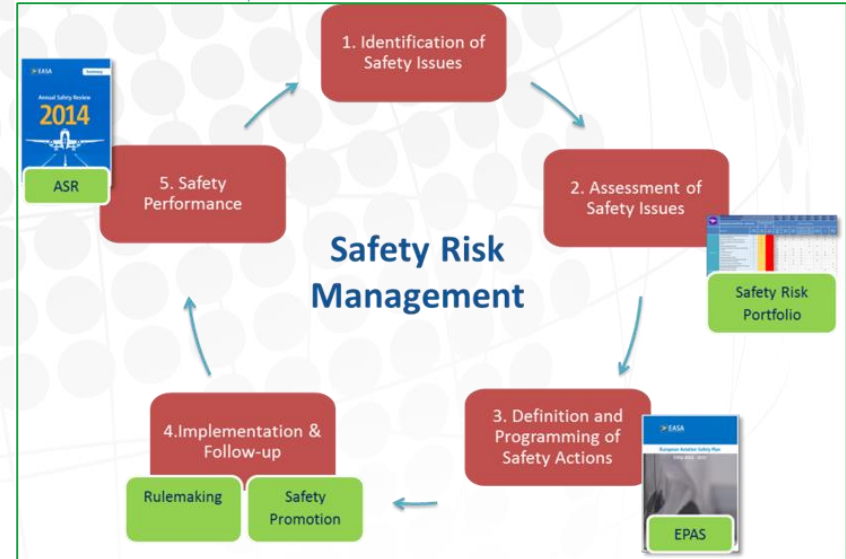 1. Identification of
Safety Issues
EASA
Annual Safety Review
2014
ASR
5. Safety
Performance
2. Assessment of
Safety Issues
Safety Risk
Management
Safety Risk
Portfolio
4.Implementation &
Follow-up
Rulemaking
Safety
Promotion
3. Definition and
Programming of
Safety Actions
EASA
European Aviation Safety Plan
EPAS